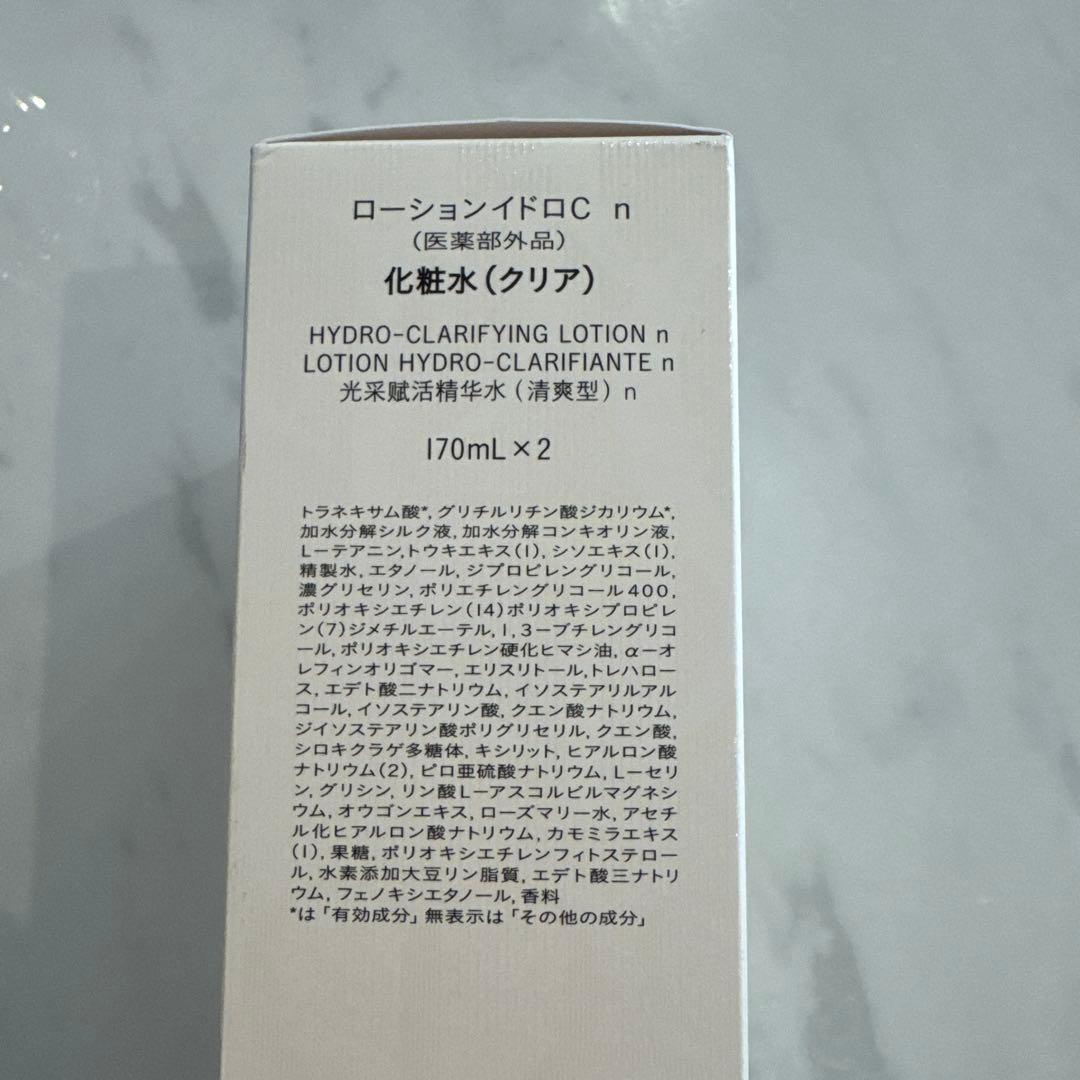 ローションイドロC n
（医薬部外品）
化粧水（クリア）
HYDRO-CLARIFYING LOTION n
LOTION HYDRO-CLARIFIANTE n
光采赋活精华水（清爽型）n
170mL×2
トラネキサム酸*, グリチルリチン酸ジカリウム*,
加水分解シルク液, 加水分解コンキオリン液,
L－テアニン,トウキエキス(1), シソエキス(1),
精製水, エタノール, ジプロピレングリコール,
濃グリセリン, ポリエチレングリコール400,
ポリオキシエチレン(14)ポリオキシプロピレ
ン(7)ジメチルエーテル, 1, 3－ブチレングリコ
ール, ポリオキシエチレン硬化ヒマシ油, α－オ
レフィンオリゴマー, エリスリトール,トレハロー
ス, エデト酸二ナトリウム, イソステアリルアル
コール, イソステアリン酸, クエン酸ナトリウム,
ジイソステアリン酸ポリグリセリル, クエン酸,
シロキクラゲ多糖体, キシリット, ヒアルロン酸
ナトリウム(2), ピロ亜硫酸ナトリウム, L－セリ
ン, グリシン, リン酸L－アスコルビルマグネシ
ウム, オウゴンエキス, ローズマリー水, アセチ
ル化ヒアルロン酸ナトリウム, カモミラエキス
(1), 果糖, ポリオキシエチレンフィトステロー
ル, 水素添加大豆リン脂質, エデト酸三ナトリ
ウム, フェノキシエタノール, 香料
*は「有効成分」無表示は「その他の成分」